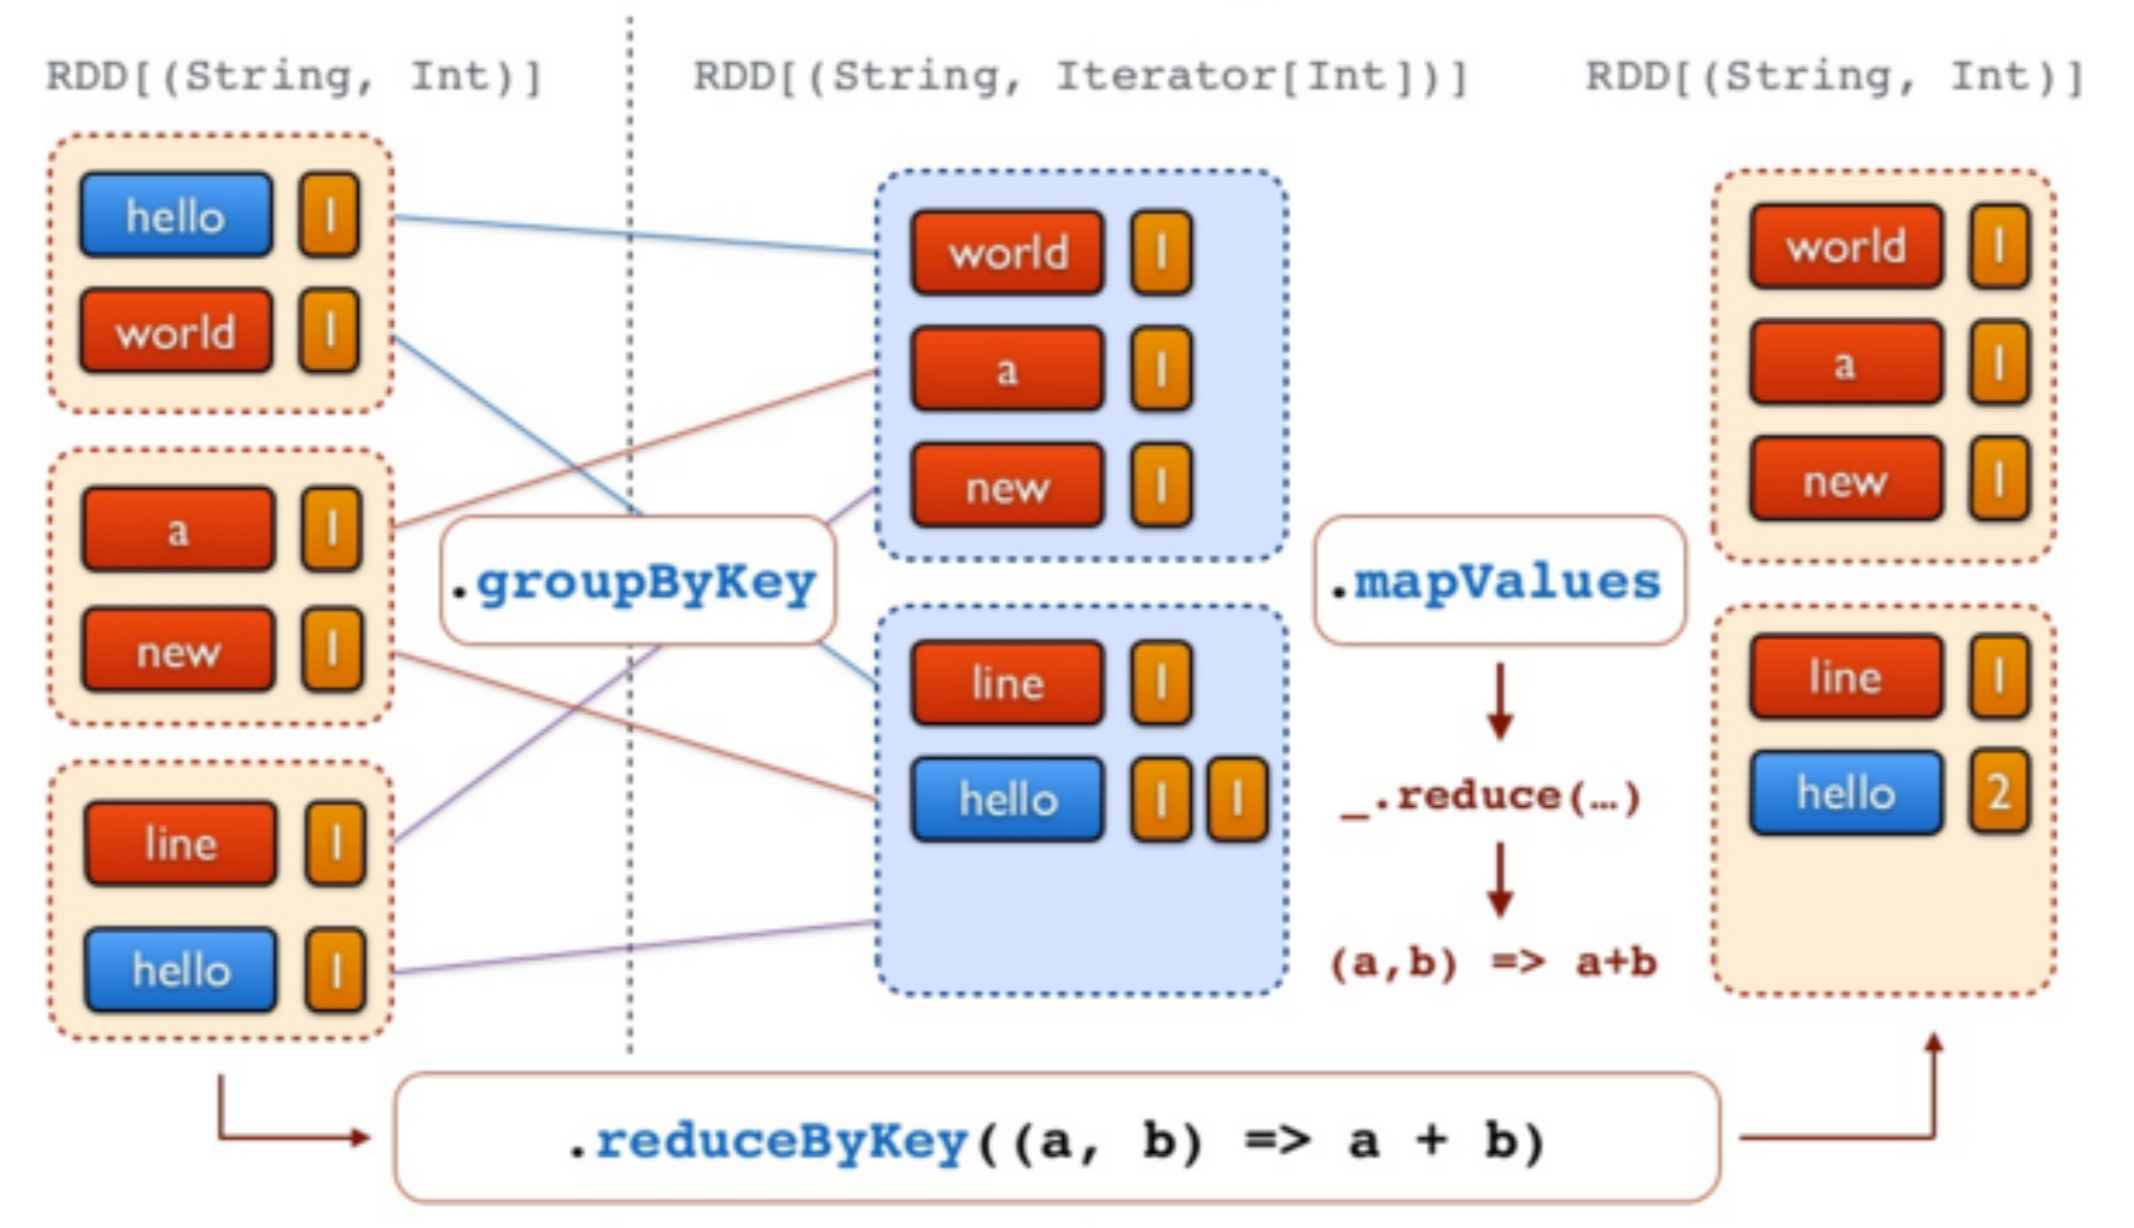 RDD[(String, Int)]
RDD[(String, Iterator[Int])]
RDD[(String, Int)]
hello 1
world 1
a 1
new 1
line 1
hello 1
.groupByKey
world 1
a 1
new 1
line 1
hello 1 1
.mapValues
_.reduce(…)
(a,b) => a+b
world 1
a 1
new 1
line 1
hello 2
.reduceByKey((a, b) => a + b)